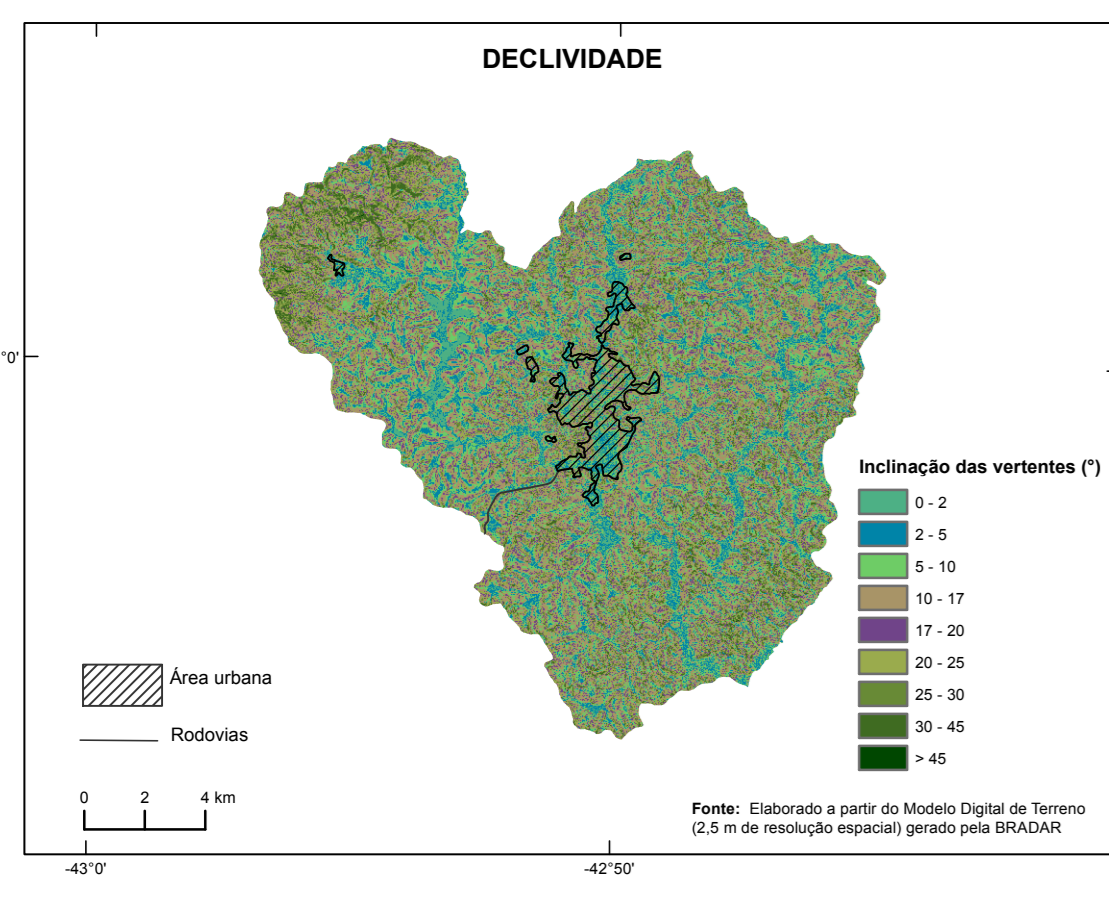 DECLIVIDADE
°0'
Inclinação das vertentes (°)
0 - 2
2 - 5
5 - 10
10 - 17
17 - 20
20 - 25
25 - 30
30 - 45
> 45
Área urbana
Rodovias
0 2 4 km
Fonte: Elaborado a partir do Modelo Digital de Terreno
(2,5 m de resolução espacial) gerado pela BRADAR
-43°0' -42°50'